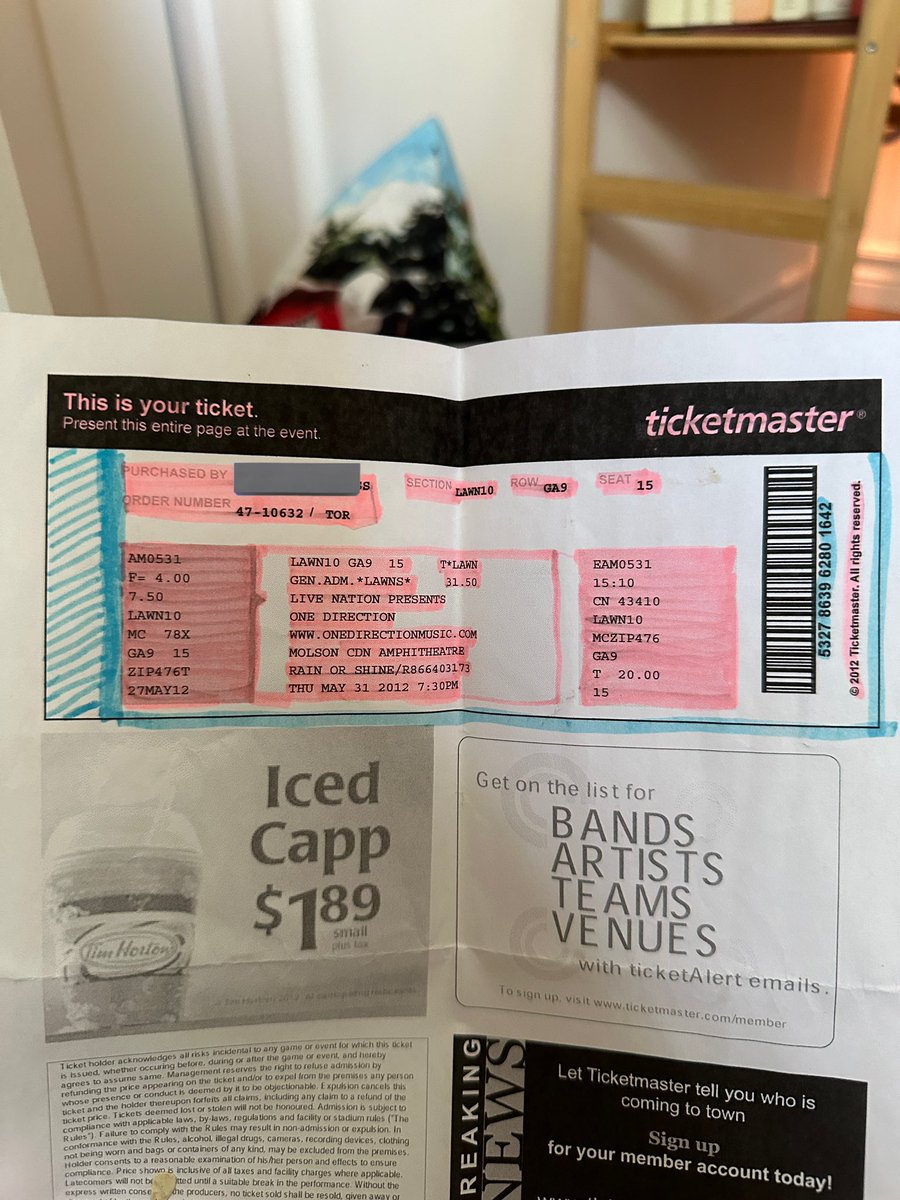 This is your ticket.
Present this entire page at the event.
ticketmaster®
PURCHASED BY
SECTION LAWN10 ROW GA9 SEAT 15
ORDER NUMBER 47-10632 / TOR
AM0531
F= 4.00
7.50
LAWN10
MC 78X
GA9 15
ZIP476T
27MAY12
LAWN10 GA9 15 T*LAWN
GEN.ADM.*LAWNS* 31.50
LIVE NATION PRESENTS
ONE DIRECTION
WWW.ONEDIRECTIONMUSIC.COM
MOLSON CDN AMPHITHEATRE
RAIN OR SHINE/R866403173
THU MAY 31 2012 7:30PM
EAM0531
15:10
CN 43410
LAWN10
MCZIP476
GA9
T 20.00
15
5327 8639 6280 1642
© 2012 Ticketmaster. All rights reserved.
Iced
Capp
$1 89
small
plus tax
Tim Hortons
Get on the list for
BANDS
ARTISTS
TEAMS
VENUES
with ticketAlert emails.
To sign up, visit www.ticketmaster.com/member
Ticket holder acknowledges all risks incidental to any game or event for which this ticket
is issued, whether occuring before, during or after the game or event, and hereby
agrees to assume same. Management reserves the right to refuse admission by
refunding the price appearing on the ticket and/or to expel from the premises any person
whose presence or conduct is deemed by it to be objectionable. Expulsion cancels this
ticket and the holder thereupon forfeits all claims, including any claim to a refund of the
ticket price. Tickets deemed lost or stolen will not be honoured. Admission is subject to
compliance with applicable laws, by-laws, regulations and facility or stadium rules ("The
Rules"). Failure to comply with the Rules may result in non-admission or expulsion. In
conformance with the Rules, alcohol, illegal drugs, cameras, recording devices, clothing
not being worn and bags or containers of any kind, may be excluded from the premises.
Holder consents to a reasonable examination of his/her person and effects to ensure
compliance. Price shown is inclusive of all taxes and facility charges where applicable.
Latecomers will not be admitted until a suitable break in the performance. Without the
express written consent the producers, no ticket sold shall be resold, given away or
REAKING
NEWS
Let Ticketmaster tell you who is
coming to town
Sign up
for your member account today!